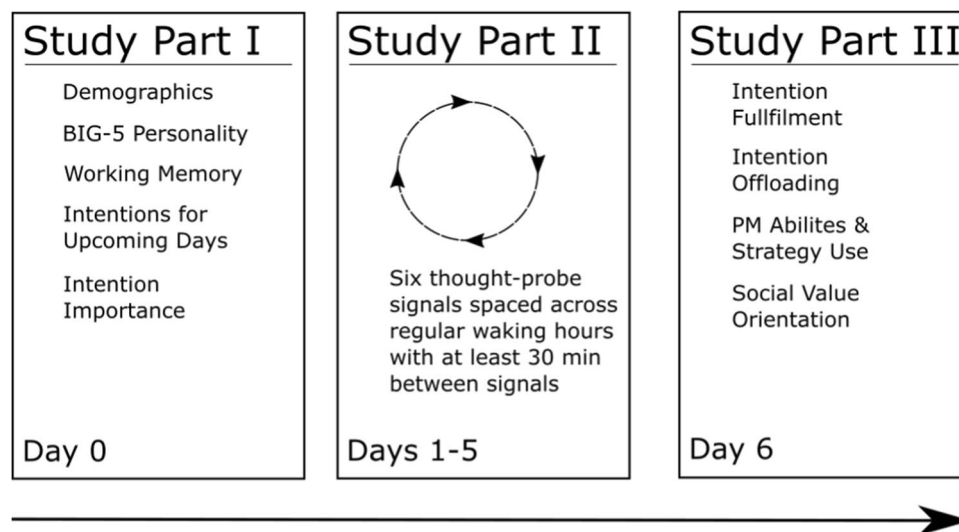 Study Part I
Demographics
BIG-5 Personality
Working Memory
Intentions for
Upcoming Days
Intention
Importance
Day 0
Study Part II
Six thought-probe
signals spaced across
regular waking hours
with at least 30 min
between signals
Days 1-5
Study Part III
Intention
Fullfilment
Intention
Offloading
PM Abilites &
Strategy Use
Social Value
Orientation
Day 6